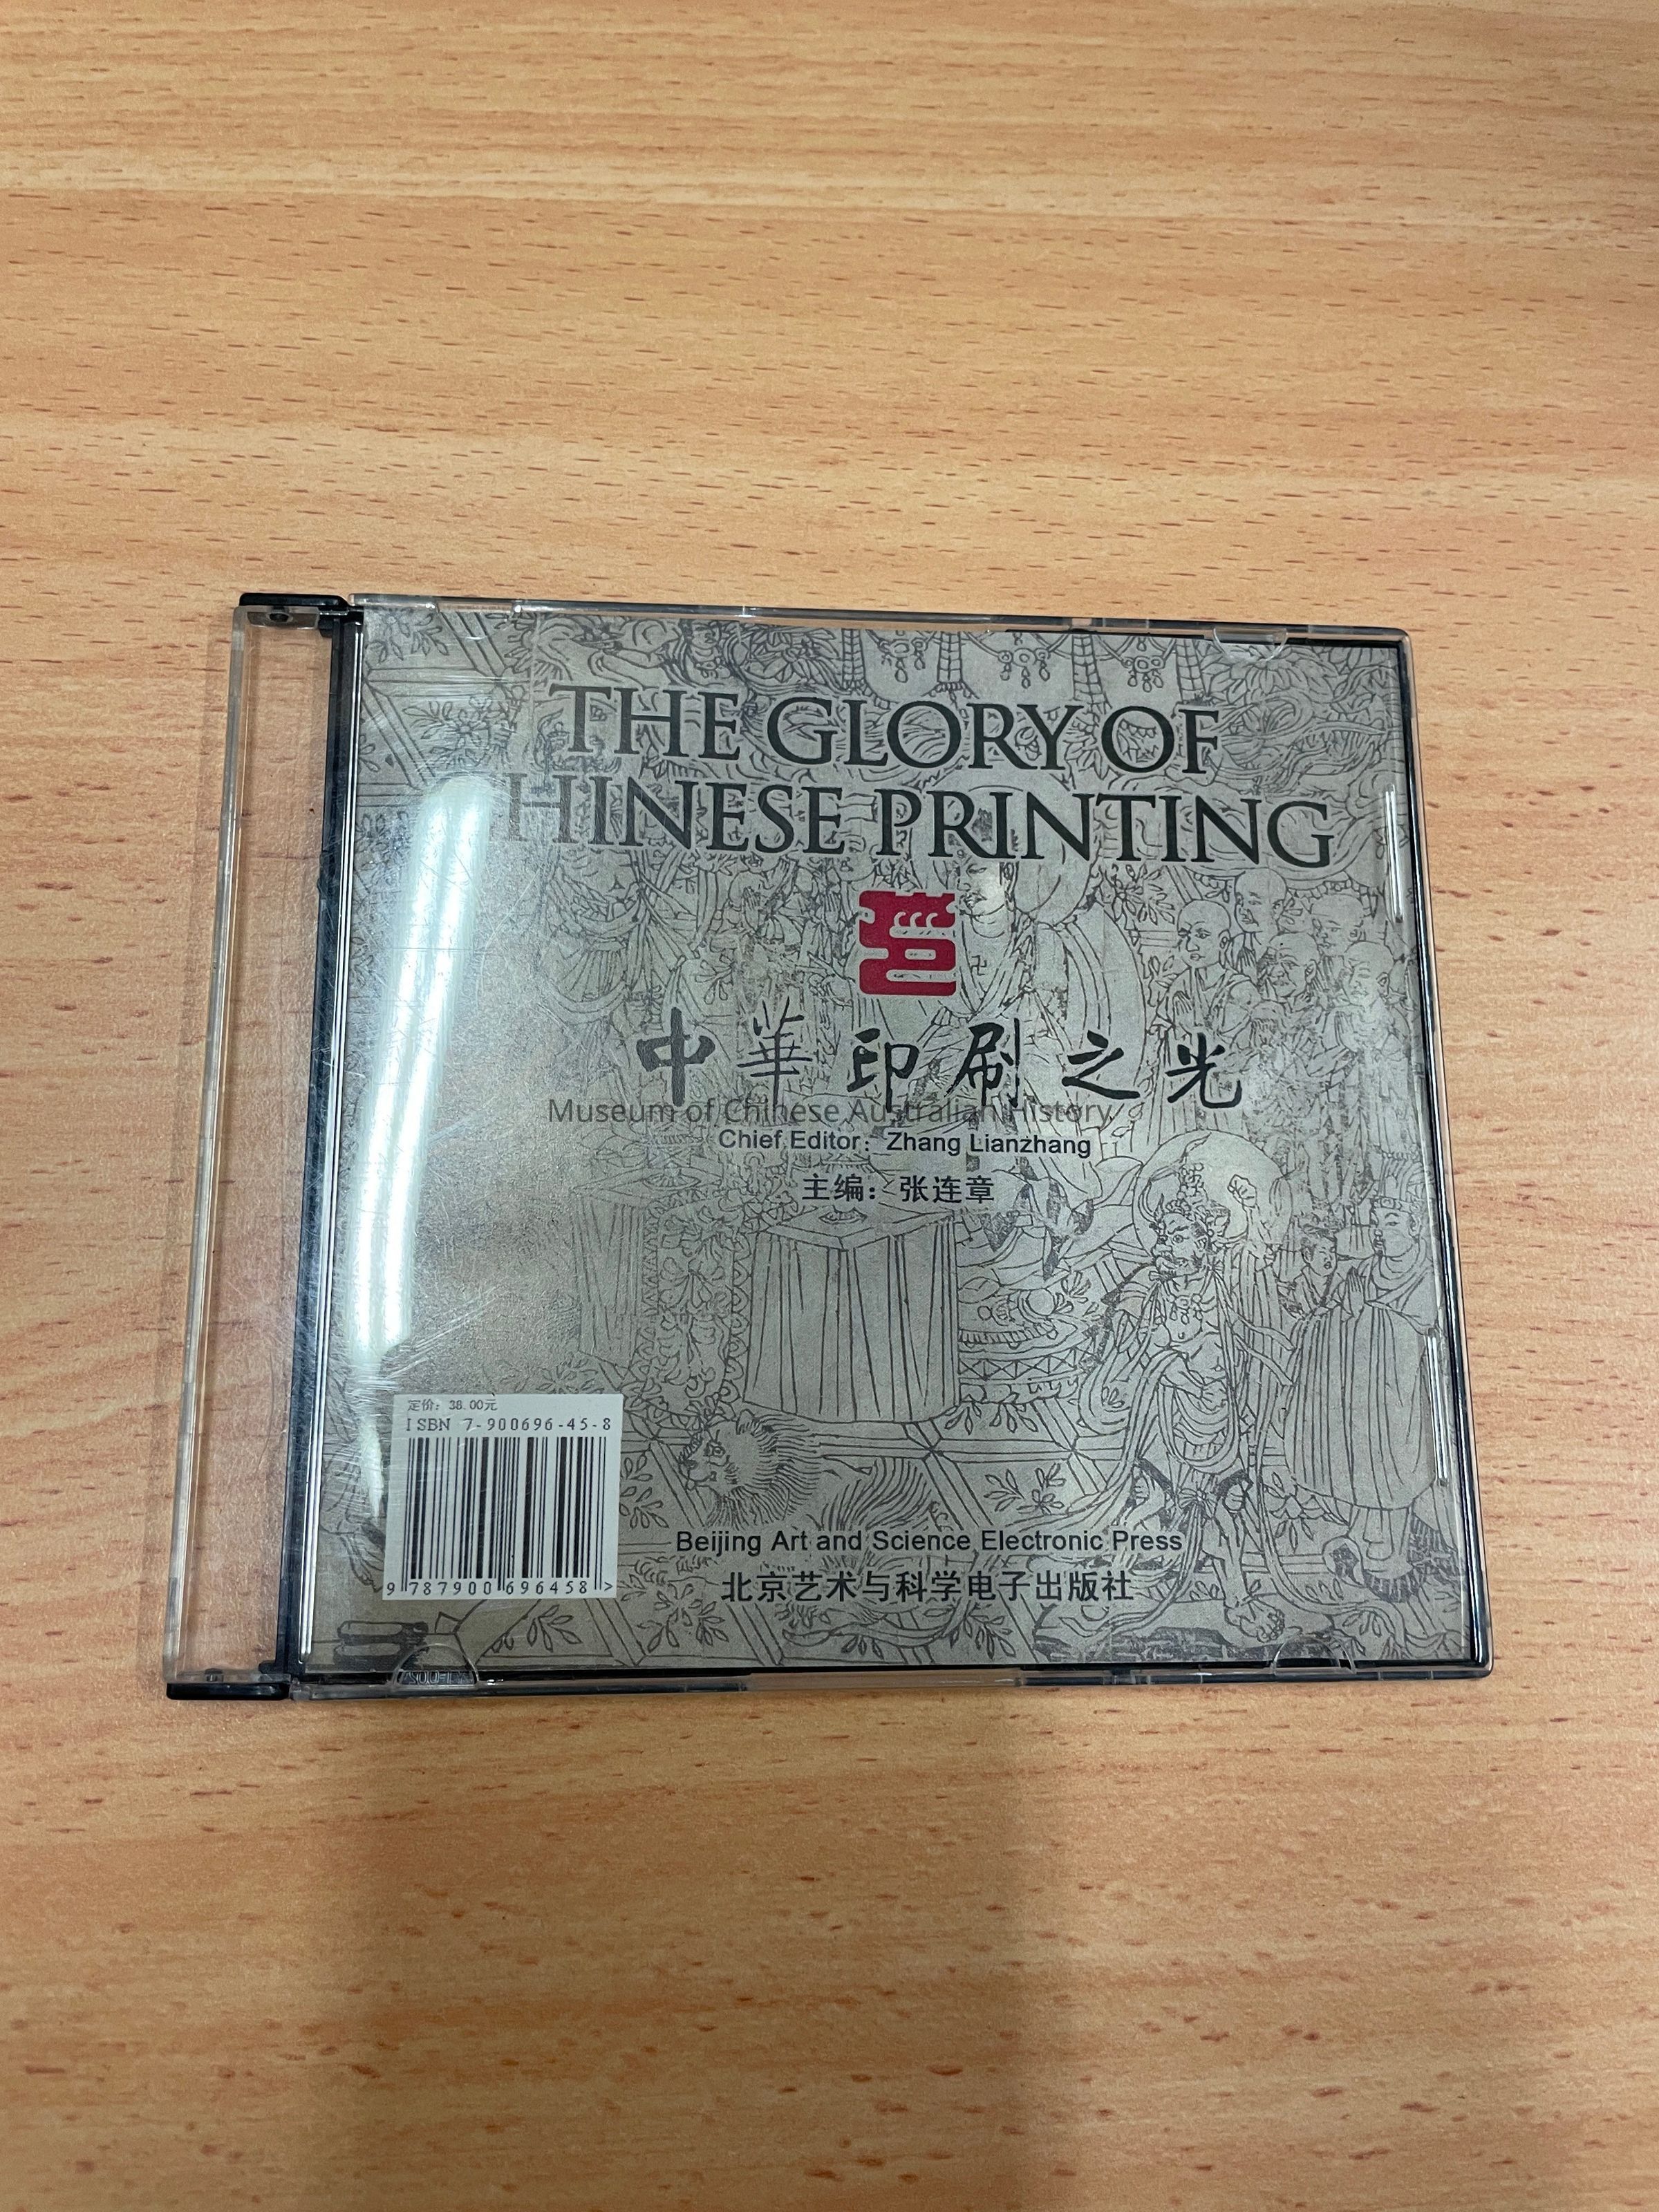 THE GLORY OF
CHINESE PRINTING
中華印刷之光
Museum of Chinese Australian History
Chief Editor: Zhang Lianzhang
主编：张连章
定价：38.00元
ISBN 7-900696-45-8
9 787900 696458 >
Beijing Art and Science Electronic Press
北京艺术与科学电子出版社